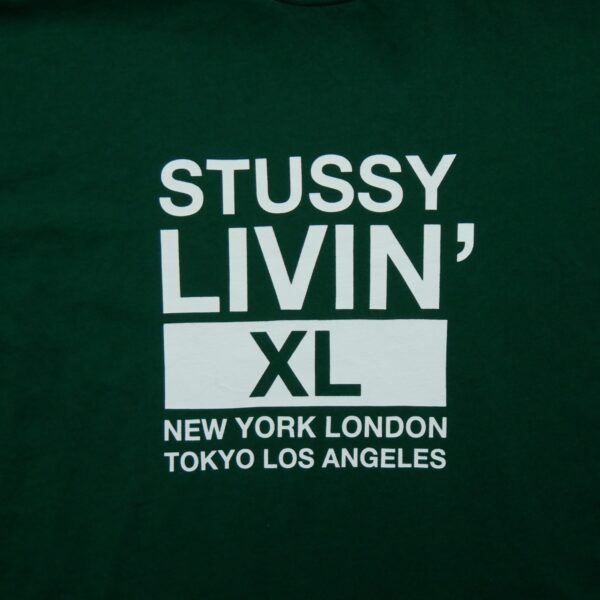 STUSSY
LIVIN’
XL
NEW YORK LONDON
TOKYO LOS ANGELES